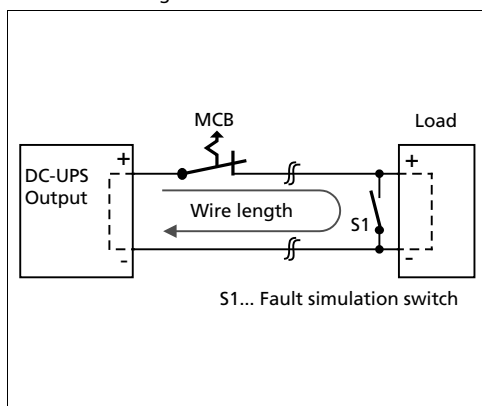 MCB
Load
DC-UPS
Output
+
-
+
-
Wire length
S1
S1... Fault simulation switch